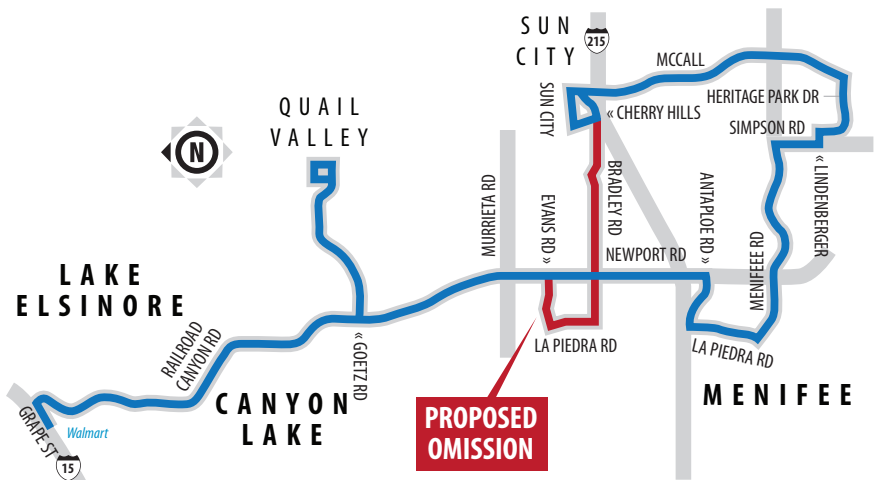 SUN
CITY
215
MCCALL
HERITAGE PARK DR
SUN CITY
« CHERRY HILLS
SIMPSON RD
QUAIL
VALLEY
N
« LINDENBERGER
MURRIETA RD
EVANS RD »
BRADLEY RD
ANTAPLOE RD »
NEWPORT RD
MENIFEEE RD
LAKE
ELSINORE
RAILROAD
CANYON RD
« GOETZ RD
LA PIEDRA RD
LA PIEDRA RD
MENIFEE
CANYON
LAKE
PROPOSED
OMISSION
GRAPE ST
Walmart
15